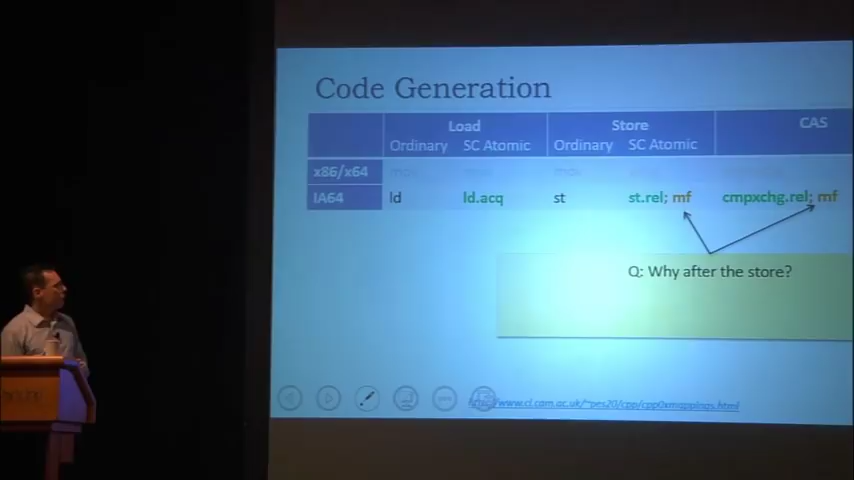 Code Generation
Load Store CAS
Ordinary SC Atomic Ordinary SC Atomic
x86/x64 mov mov
IA64 ld ld.acq st st.rel; mf cmpxchg.rel; mf
Q: Why after the store?
http://www.cl.cam.ac.uk/~pes20/cpp/cpp0xmappings.html